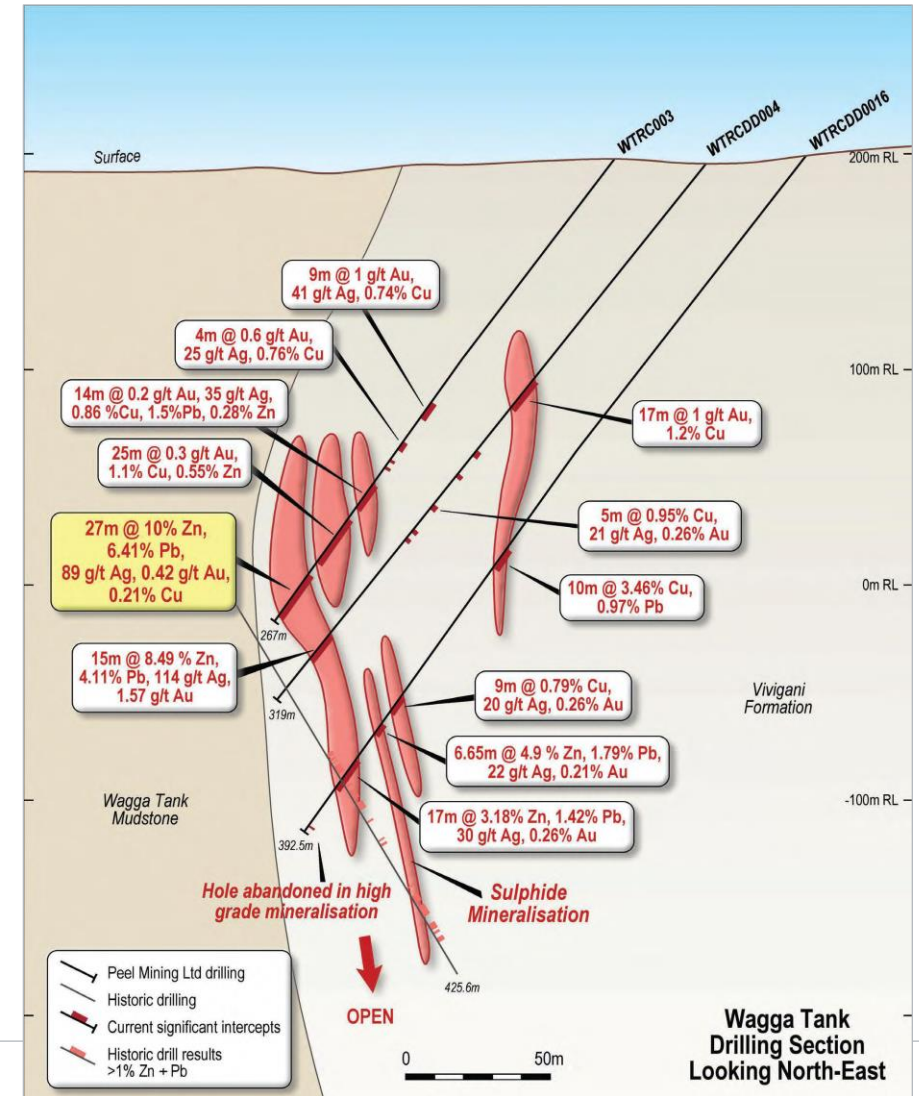 WTRC003
WTRCDD004
WTRCDD0016
Surface
200m RL
9m @ 1 g/t Au,
41 g/t Ag, 0.74% Cu
4m @ 0.6 g/t Au,
25 g/t Ag, 0.76% Cu
100m RL
14m @ 0.2 g/t Au, 35 g/t Ag,
0.86 %Cu, 1.5%Pb, 0.28% Zn
17m @ 1 g/t Au,
1.2% Cu
25m @ 0.3 g/t Au,
1.1% Cu, 0.55% Zn
27m @ 10% Zn,
6.41% Pb,
89 g/t Ag, 0.42 g/t Au,
0.21% Cu
5m @ 0.95% Cu,
21 g/t Ag, 0.26% Au
0m RL
10m @ 3.46% Cu,
0.97% Pb
267m
15m @ 8.49 % Zn,
4.11% Pb, 114 g/t Ag,
1.57 g/t Au
319m
9m @ 0.79% Cu,
20 g/t Ag, 0.26% Au
Vivigani
Formation
6.65m @ 4.9 % Zn, 1.79% Pb,
22 g/t Ag, 0.21% Au
Wagga Tank
Mudstone
-100m RL
17m @ 3.18% Zn, 1.42% Pb,
30 g/t Ag, 0.26% Au
392.5m
Hole abandoned in high
grade mineralisation
Sulphide
Mineralisation
425.6m
OPEN
Peel Mining Ltd drilling
Historic drilling
Current significant intercepts
Historic drill results
>1% Zn + Pb
0 50m
Wagga Tank
Drilling Section
Looking North-East